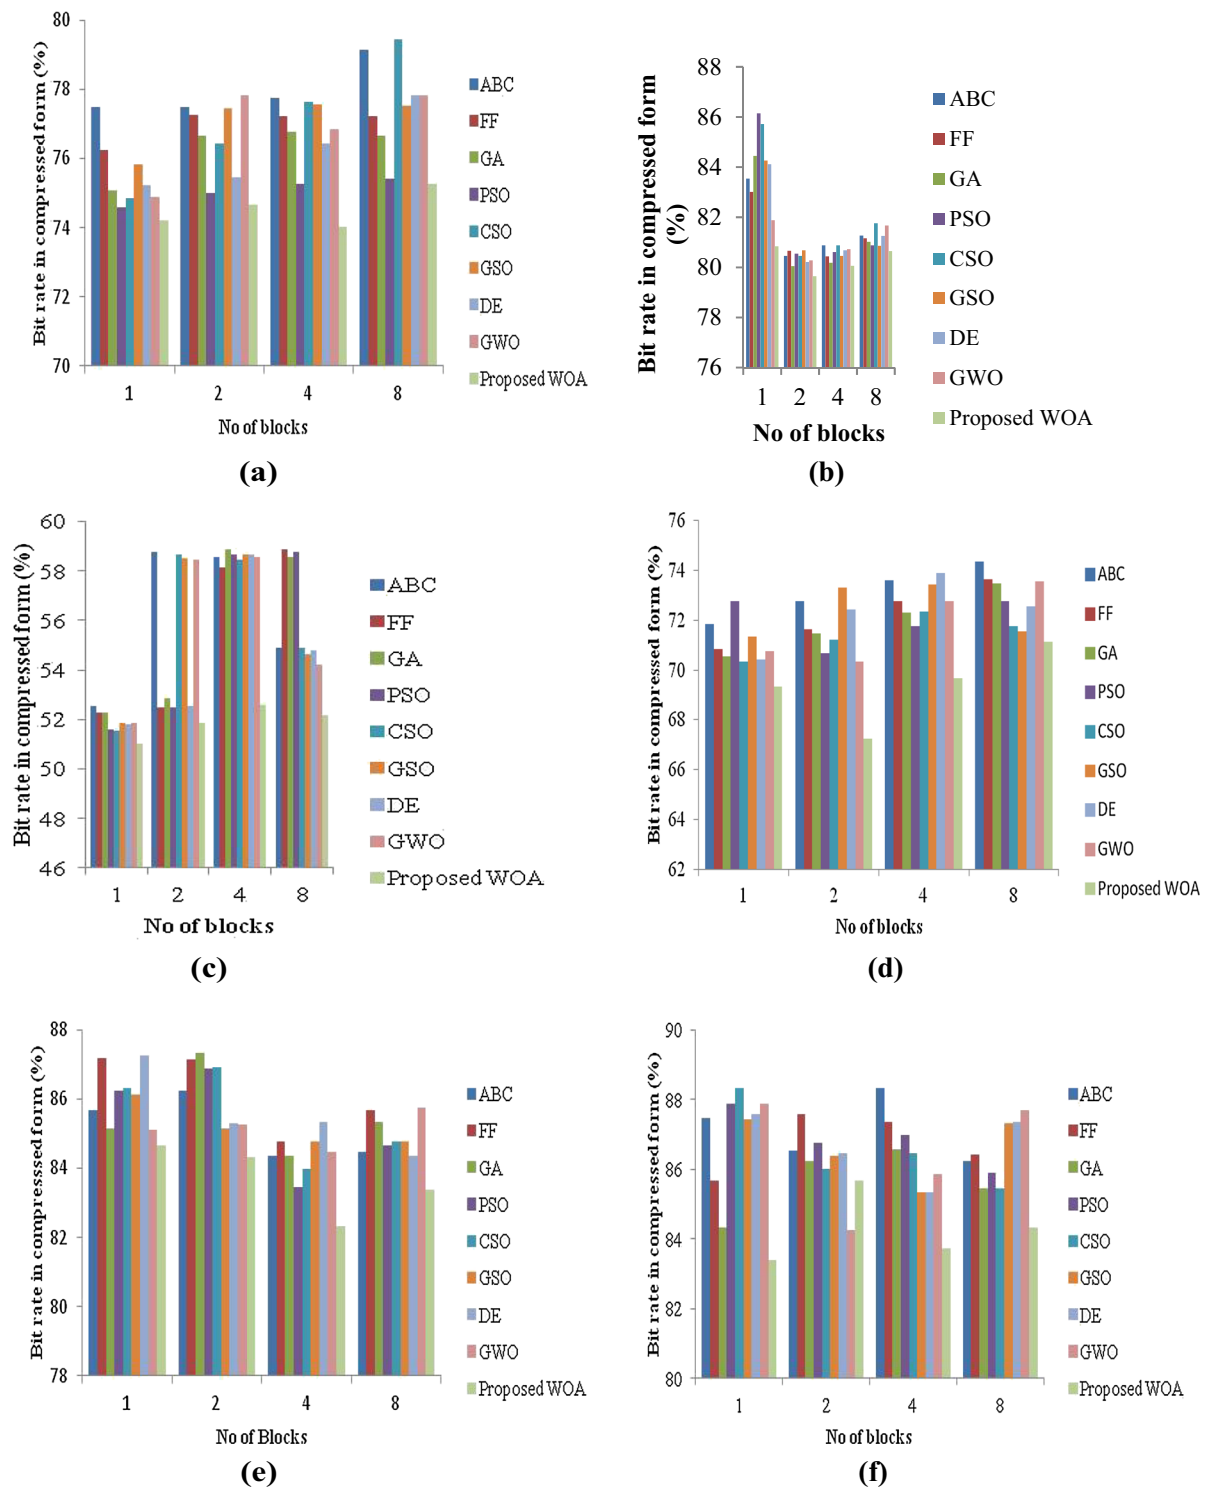 80
78
76
74
72
70
Bit rate in compressed form (%)
1 2 4 8
No of blocks
ABC
FF
GA
PSO
CSO
GSO
DE
GWO
Proposed WOA
(a)
88
86
84
82
80
78
76
Bit rate in compressed form
(%)
1 2 4 8
No of blocks
ABC
FF
GA
PSO
CSO
GSO
DE
GWO
Proposed WOA
(b)
60
58
56
54
52
50
48
46
Bit rate in compressed form (%)
1 2 4 8
No of blocks
ABC
FF
GA
PSO
CSO
GSO
DE
GWO
Proposed WOA
(c)
76
74
72
70
68
66
64
62
Bit rate in compressed form (%)
1 2 4 8
No of blocks
ABC
FF
GA
PSO
CSO
GSO
DE
GWO
Proposed WOA
(d)
88
86
84
82
80
78
Bit rate in compresssed form (%)
1 2 4 8
No of Blocks
ABC
FF
GA
PSO
CSO
GSO
DE
GWO
Proposed WOA
(e)
90
88
86
84
82
80
Bit rate in compressed form (%)
1 2 4 8
No of blocks
ABC
FF
GA
PSO
CSO
GSO
DE
GWO
Proposed WOA
(f)